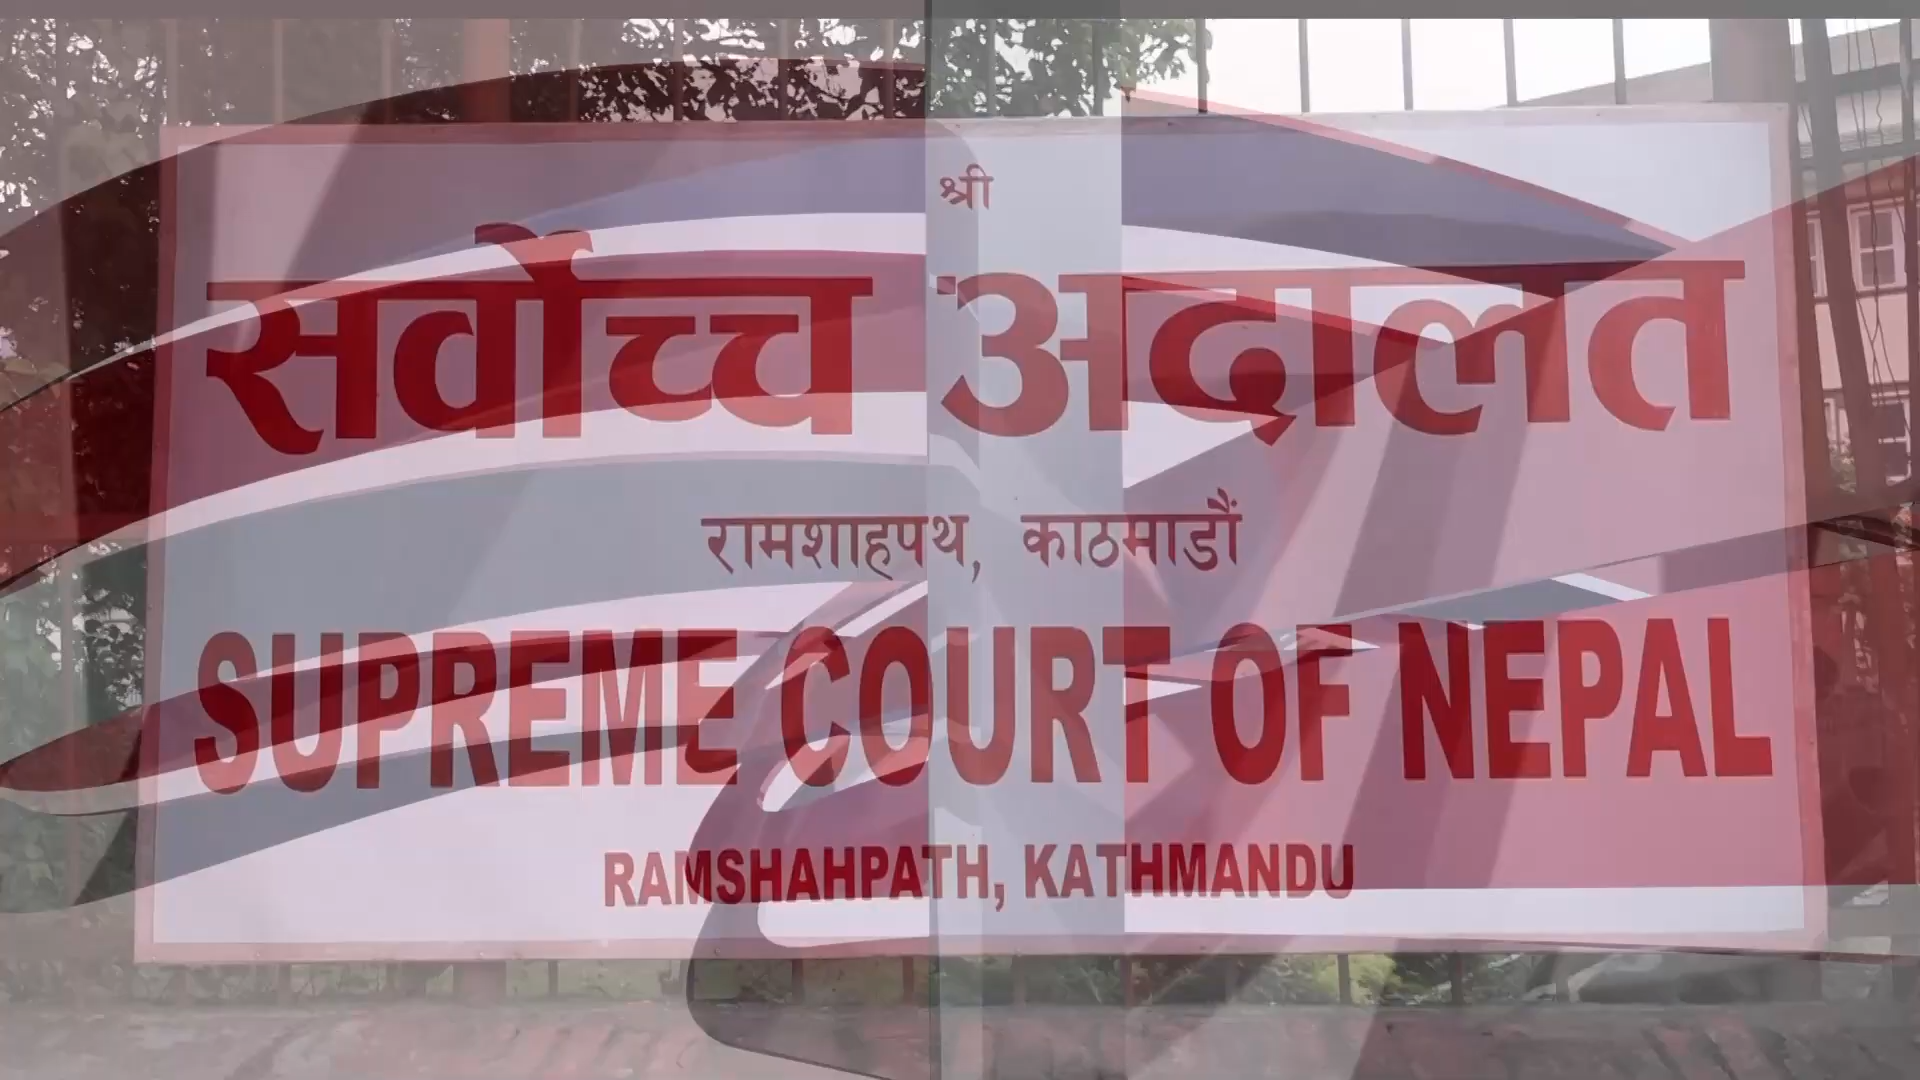 श्री
सर्वोच्च अदालत
रामशाहपथ, काठमाडौं
SUPREME COURT OF NEPAL
RAMSHAHPATH, KATHMANDU